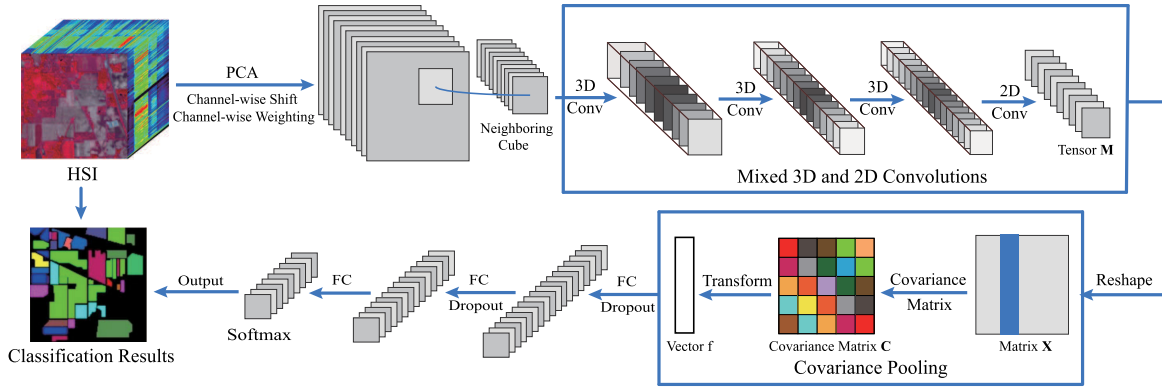 PCA
Channel-wise Shift
Channel-wise Weighting
HSI
Neighboring
Cube
3D
Conv
3D
Conv
3D
Conv
2D
Conv
Tensor M
Mixed 3D and 2D Convolutions
Reshape
Matrix X
Covariance
Matrix
Covariance Matrix C
Transform
Vector f
Covariance Pooling
FC
Dropout
FC
Dropout
FC
Softmax
Output
Classification Results